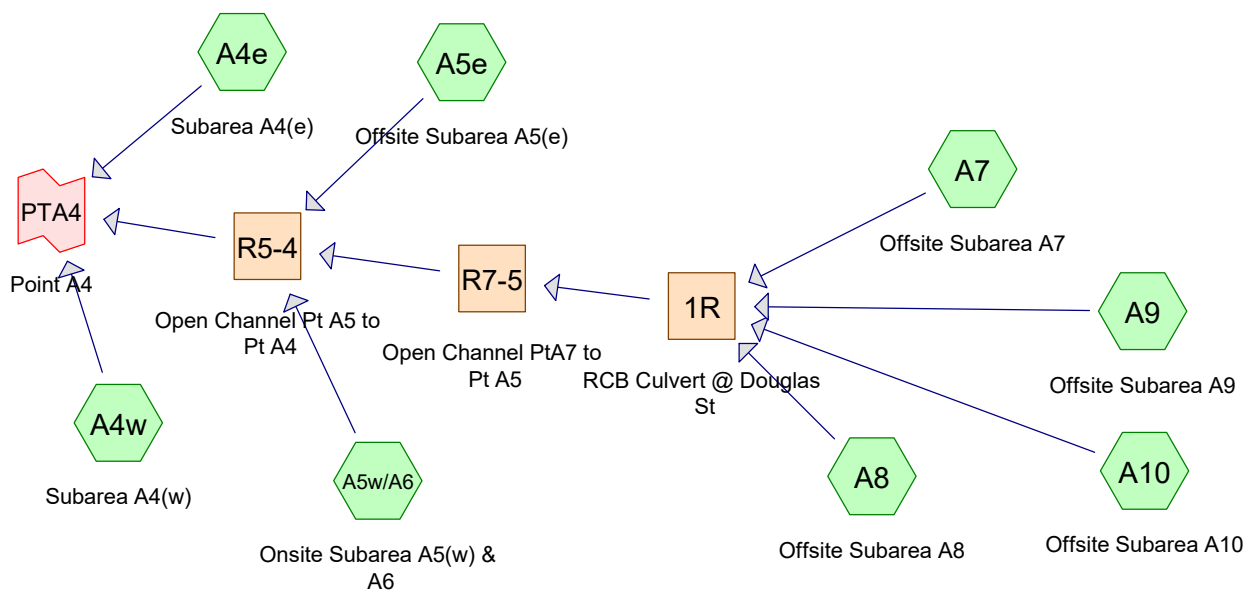 A4e
Subarea A4(e)
A5e
Offsite Subarea A5(e)
A7
Offsite Subarea A7
PTA4
Point A4
R5-4
Open Channel Pt A5 to
Pt A4
R7-5
Open Channel PtA7 to
Pt A5
1R
RCB Culvert @ Douglas
St
A9
Offsite Subarea A9
A4w
Subarea A4(w)
A5w/A6
Onsite Subarea A5(w) &
A6
A8
Offsite Subarea A8
A10
Offsite Subarea A10